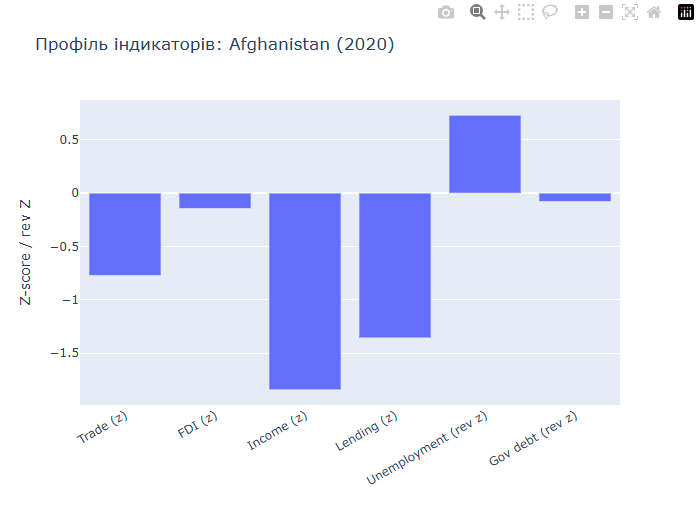 Профіль індикаторів: Afghanistan (2020)
Z-score / rev Z
0.5
0
−0.5
−1
−1.5
Trade (z)
FDI (z)
Income (z)
Lending (z)
Unemployment (rev z)
Gov debt (rev z)